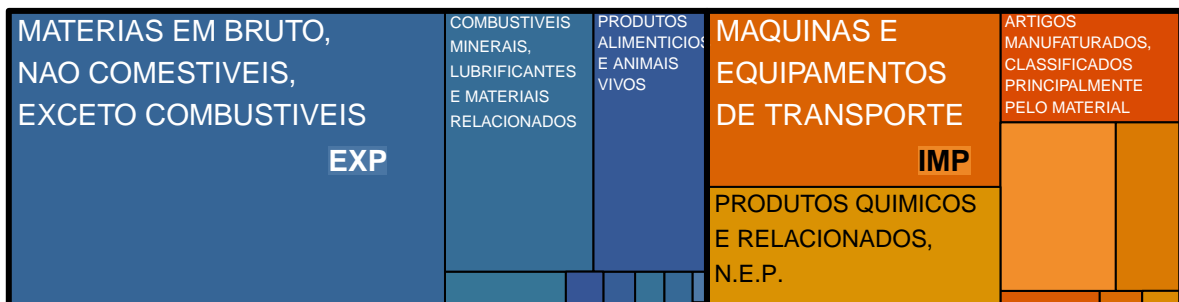 MATERIAS EM BRUTO,
NAO COMESTIVEIS,
EXCETO COMBUSTIVEIS
EXP
COMBUSTIVEIS
MINERAIS,
LUBRIFICANTES
E MATERIAIS
RELACIONADOS
PRODUTOS
ALIMENTICIOS
E ANIMAIS
VIVOS
MAQUINAS E
EQUIPAMENTOS
DE TRANSPORTE
IMP
PRODUTOS QUIMICOS
E RELACIONADOS,
N.E.P.
ARTIGOS
MANUFATURADOS,
CLASSIFICADOS
PRINCIPALMENTE
PELO MATERIAL